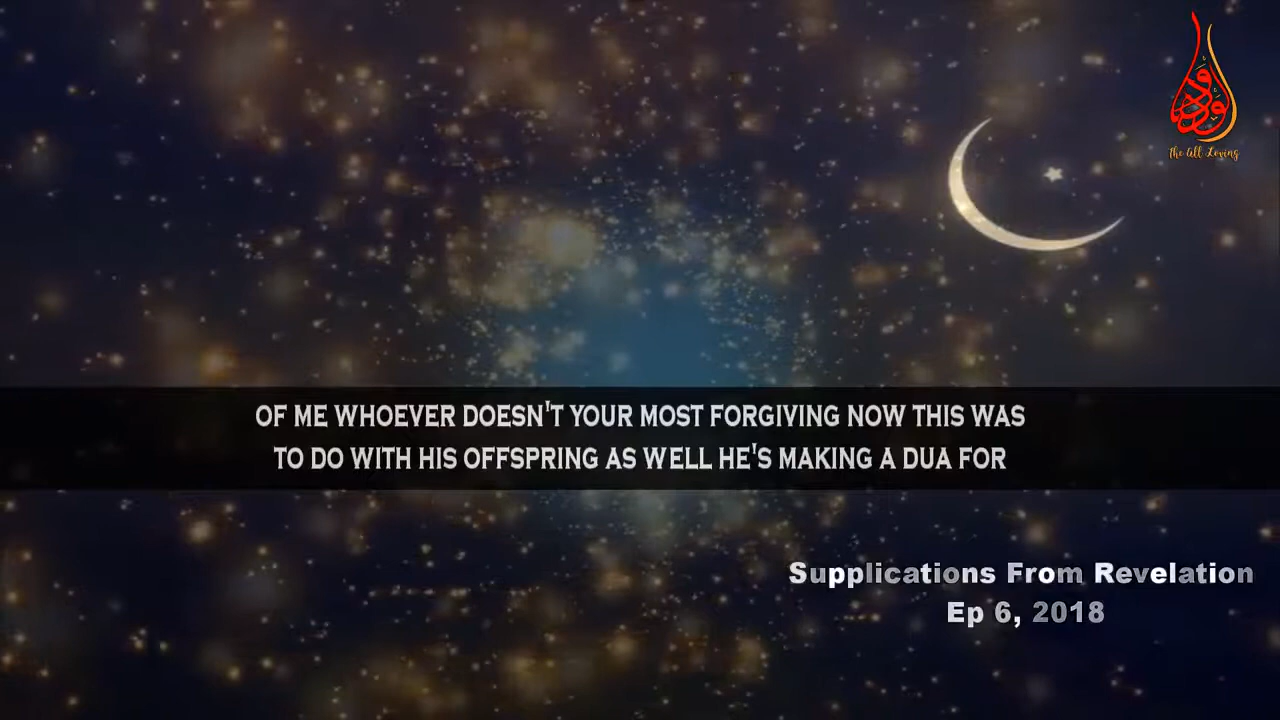 ودود
The All Loving
OF ME WHOEVER DOESN'T YOUR MOST FORGIVING NOW THIS WAS
TO DO WITH HIS OFFSPRING AS WELL HE'S MAKING A DUA FOR
Supplications From Revelation
Ep 6, 2018